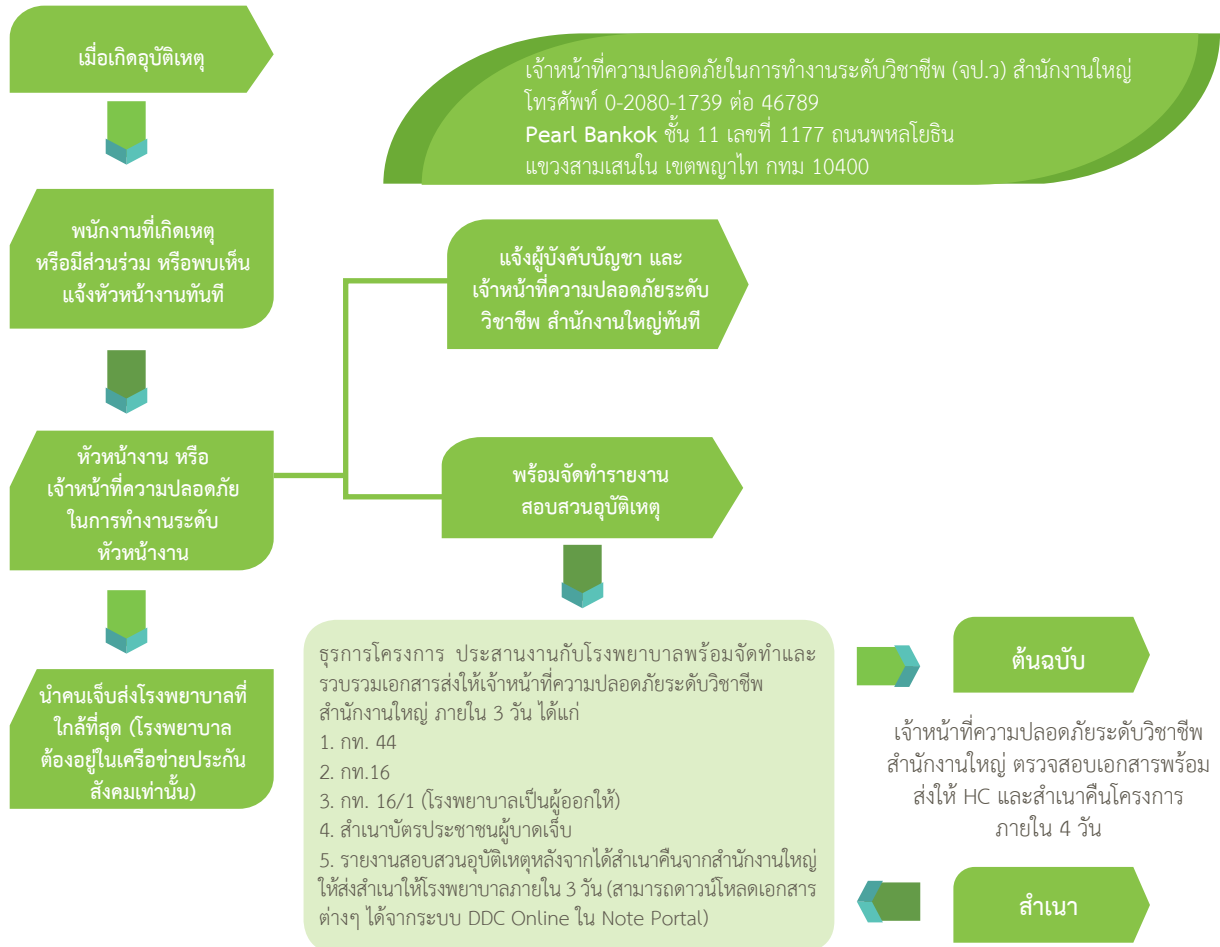 เมื่อเกิดอุบัติเหตุ
เจ้าหน้าที่ความปลอดภัยในการทำงานระดับวิชาชีพ (จป.ว) สำนักงานใหญ่
โทรศัพท์ 0-2080-1739 ต่อ 46789
Pearl Bankok ชั้น 11 เลขที่ 1177 ถนนพหลโยธิน
แขวงสามเสนใน เขตพญาไท กทม 10400
พนักงานที่เกิดเหตุ
หรือมีส่วนร่วม หรือพบเห็น
แจ้งหัวหน้างานทันที
แจ้งผู้บังคับบัญชา และ
เจ้าหน้าที่ความปลอดภัยระดับ
วิชาชีพ สำนักงานใหญ่ทันที
หัวหน้างาน หรือ
เจ้าหน้าที่ความปลอดภัย
ในการทำงานระดับ
หัวหน้างาน
พร้อมจัดทำรายงาน
สอบสวนอุบัติเหตุ
นำคนเจ็บส่งโรงพยาบาลที่
ใกล้ที่สุด (โรงพยาบาล
ต้องอยู่ในเครือข่ายประกัน
สังคมเท่านั้น)
ธุรการโครงการ ประสานงานกับโรงพยาบาลพร้อมจัดทำและ
รวบรวมเอกสารส่งให้เจ้าหน้าที่ความปลอดภัยระดับวิชาชีพ
สำนักงานใหญ่ ภายใน 3 วัน ได้แก่
1. กท. 44
2. กท.16
3. กท. 16/1 (โรงพยาบาลเป็นผู้ออกให้)
4. สำเนาบัตรประชาชนผู้บาดเจ็บ
5. รายงานสอบสวนอุบัติเหตุหลังจากได้สำเนาคืนจากสำนักงานใหญ่
ให้ส่งสำเนาให้โรงพยาบาลภายใน 3 วัน (สามารถดาวน์โหลดเอกสาร
ต่างๆ ได้จากระบบ DDC Online ใน Note Portal)
ต้นฉบับ
เจ้าหน้าที่ความปลอดภัยระดับวิชาชีพ
สำนักงานใหญ่ ตรวจสอบเอกสารพร้อม
ส่งให้ HC และสำเนาคืนโครงการ
ภายใน 4 วัน
สำเนา